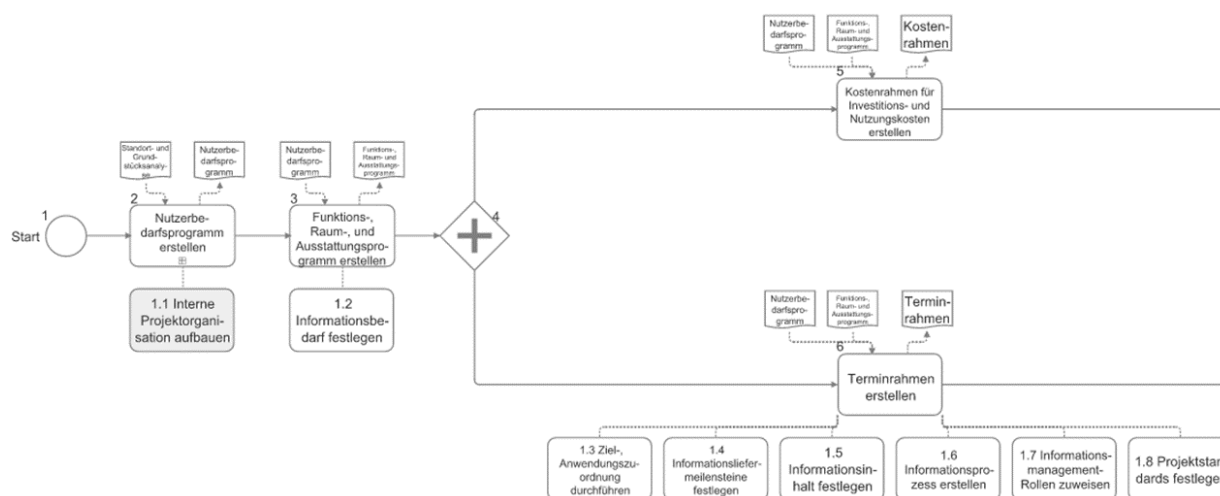 Nutzerbe-
darfspro-
gramm
Funktions-,
Raum- und
Ausstattungs-
programm
Kosten-
rahmen
5
Kostenrahmen für
Investitions- und
Nutzungskosten
erstellen
Standort- und
Grund-
stücksanaly-
se
Nutzerbe-
darfspro-
gramm
Nutzerbe-
darfspro-
gramm
Funktions-,
Raum- und
Ausstattungs-
programm
1
Start
2
Nutzerbe-
darfsprogramm
erstellen
3
Funktions-,
Raum-, und
Ausstattungspro-
gramm erstellen
4
1.1 Interne
Projektorgani-
sation aufbauen
1.2
Informationsbe-
darf festlegen
Nutzerbe-
darfspro-
gramm
Funktions-,
Raum- und
Ausstattungs-
programm
Termin-
rahmen
6
Terminrahmen
erstellen
1.3 Ziel-,
Anwendungszu-
ordnung
durchführen
1.4
Informationsliefer-
meilensteine
festlegen
1.5
Informationsin-
halt festlegen
1.6
Informationspro-
zess erstellen
1.7 Informations-
management-
Rollen zuweisen
1.8 Projektstan
dards festlege